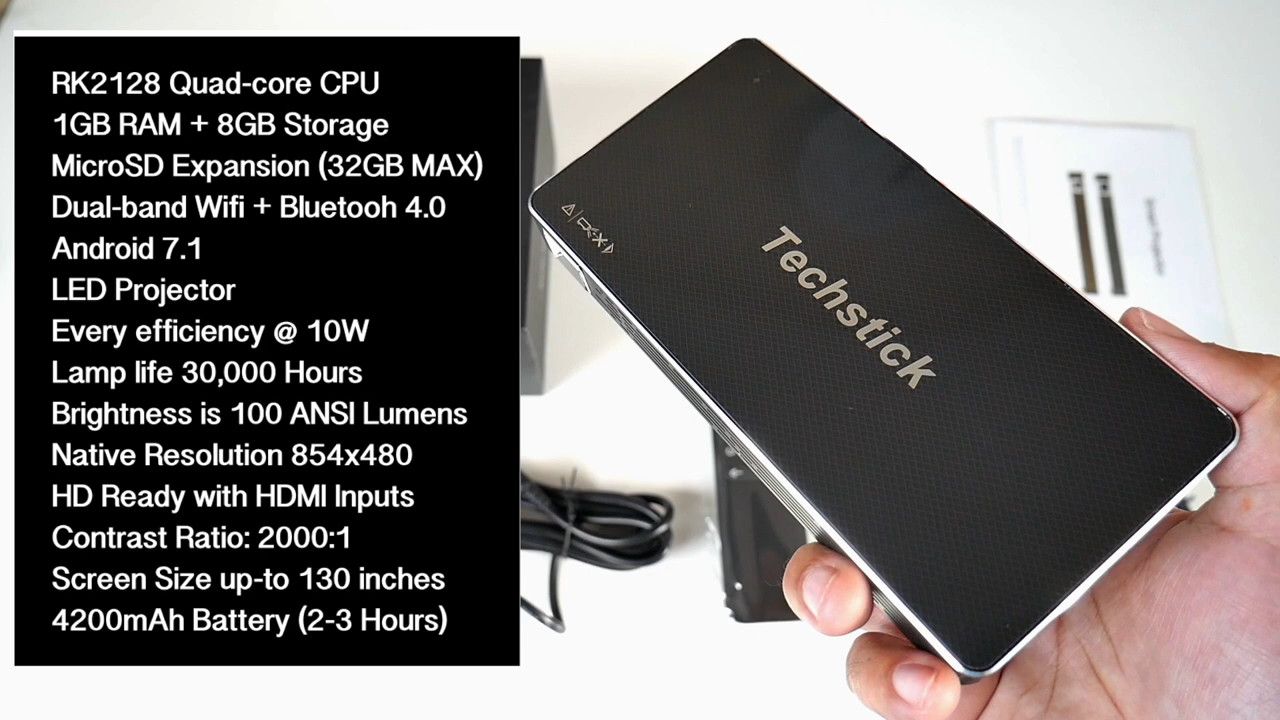 RK2128 Quad-core CPU
1GB RAM + 8GB Storage
MicroSD Expansion (32GB MAX)
Dual-band Wifi + Bluetooh 4.0
Android 7.1
LED Projector
Every efficiency @ 10W
Lamp life 30,000 Hours
Brightness is 100 ANSI Lumens
Native Resolution 854x480
HD Ready with HDMI Inputs
Contrast Ratio: 2000:1
Screen Size up-to 130 inches
4200mAh Battery (2-3 Hours)
Techstick
Smart Projector